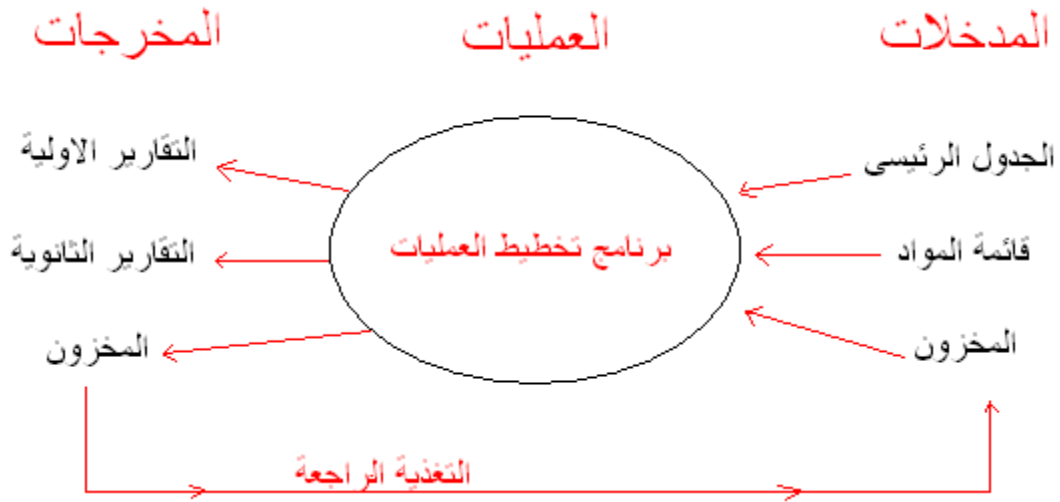 المدخلات
العمليات
المخرجات
الجدول الرئيسى
التقارير الاولية
قائمة المواد
برنامج تخطيط العمليات
التقارير الثانوية
المخزون
المخزون
التغذية الراجعة